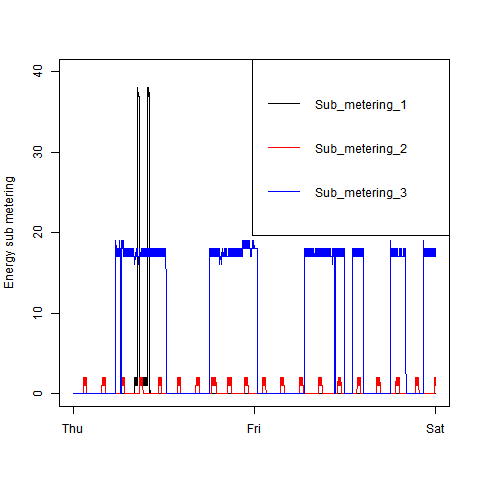 40
30
20
10
0
Energy sub metering
Sub_metering_1
Sub_metering_2
Sub_metering_3
Thu Fri Sat